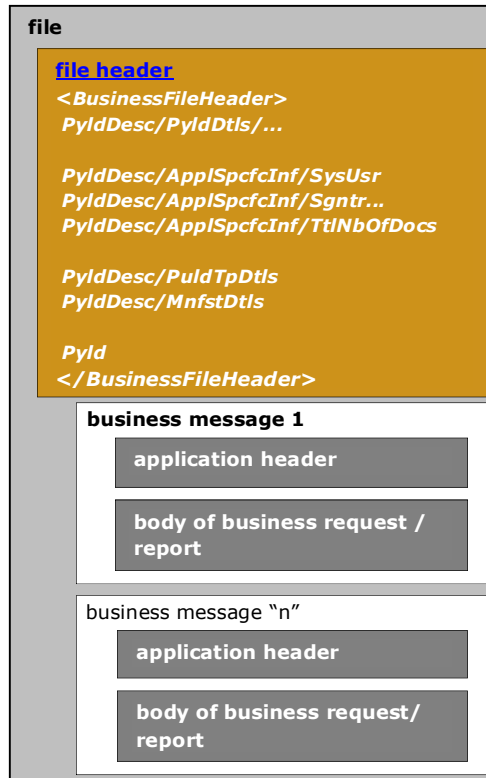 file
file header
<BusinessFileHeader>
PyldDesc/PyldDtls/...
PyldDesc/ApplSpcfcInf/SysUsr
PyldDesc/ApplSpcfcInf/Sgntr...
PyldDesc/ApplSpcfcInf/TtlNbOfDocs
PyldDesc/PuldTpDtls
PyldDesc/MnfstDtls
Pyld
</BusinessFileHeader>
business message 1
application header
body of business request /
report
business message “n”
application header
body of business request/
report